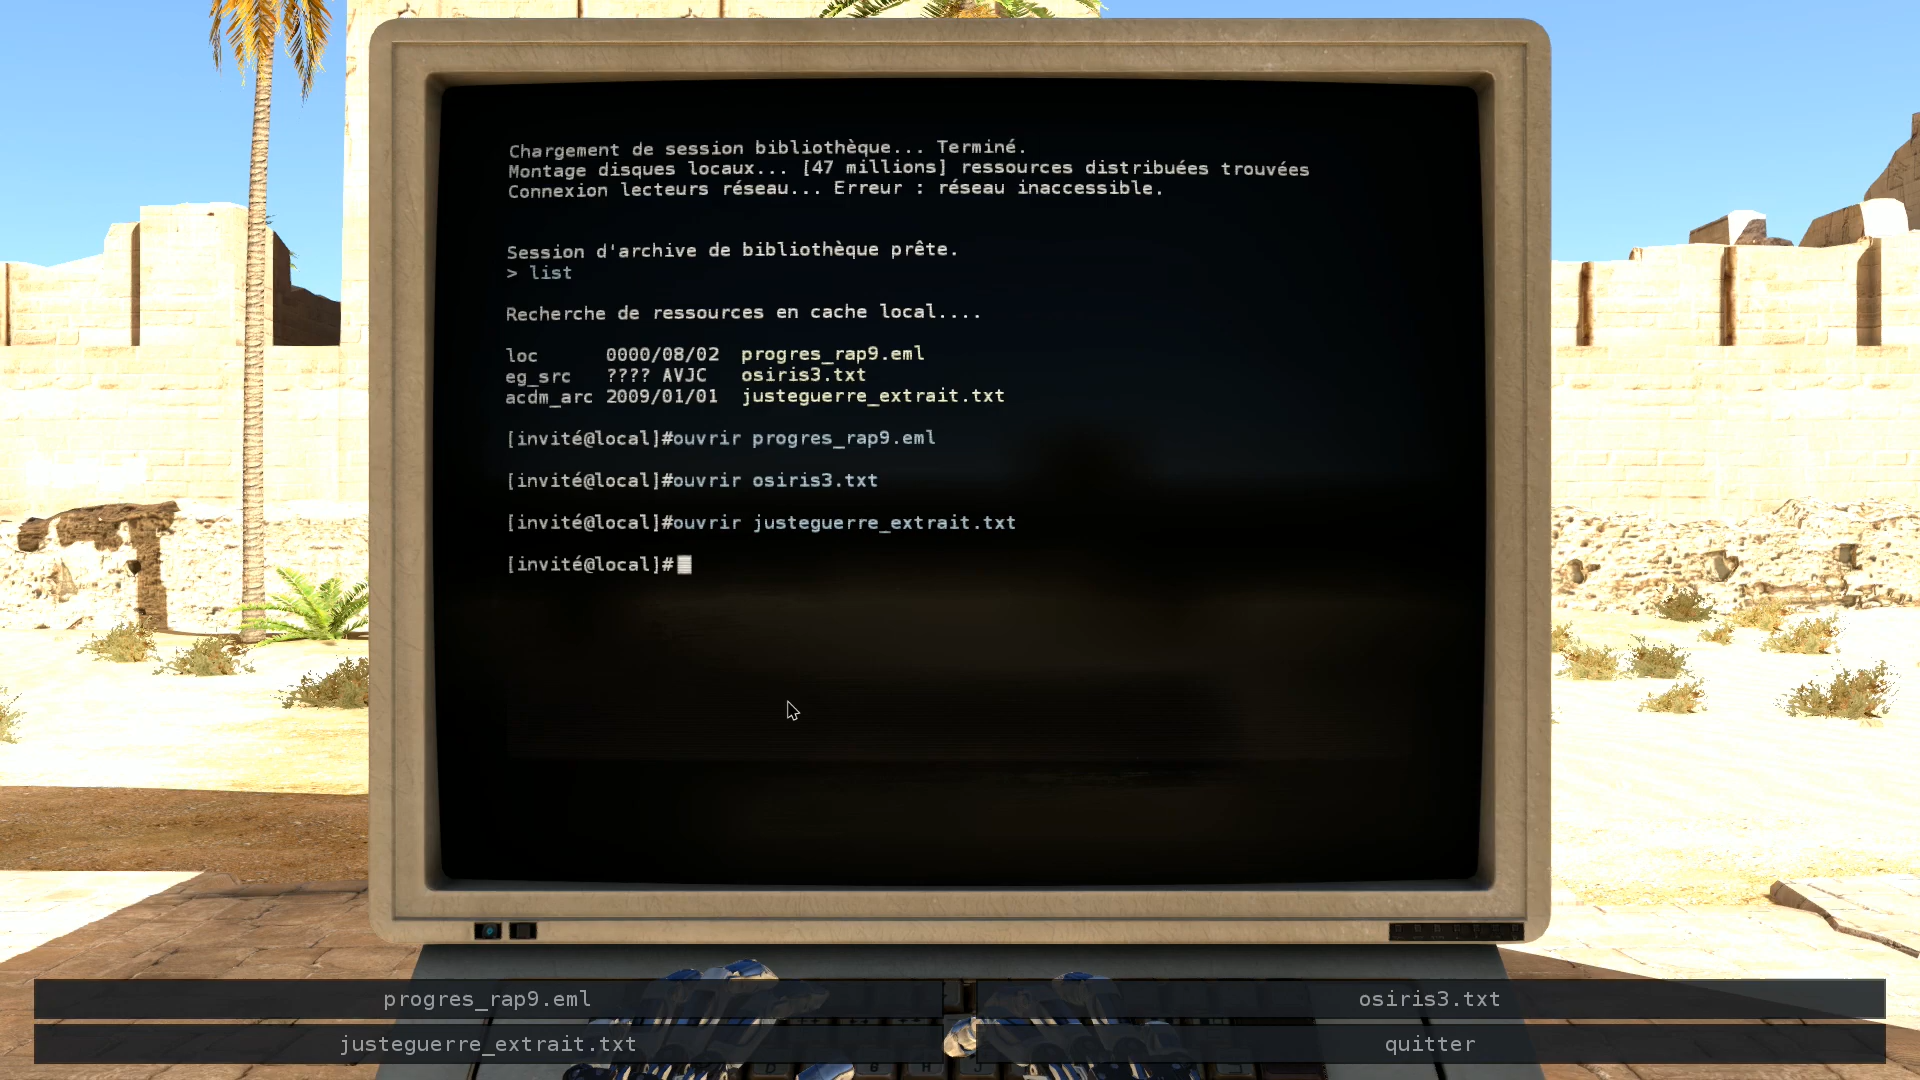 Chargement de session bibliothèque... Terminé.
Montage disques locaux... [47 millions] ressources distribuées trouvées
Connexion lecteurs réseau... Erreur : réseau inaccessible.
Session d'archive de bibliothèque prête.
> list
Recherche de ressources en cache local....
loc 0000/08/02 progres_rap9.eml
eg_src ???? AVJC osiris3.txt
acdm_arc 2009/01/01 justeguerre_extrait.txt
[invité@local]#ouvrir progres_rap9.eml
[invité@local]#ouvrir osiris3.txt
[invité@local]#ouvrir justeguerre_extrait.txt
[invité@local]#
progres_rap9.eml
osiris3.txt
justeguerre_extrait.txt
quitter